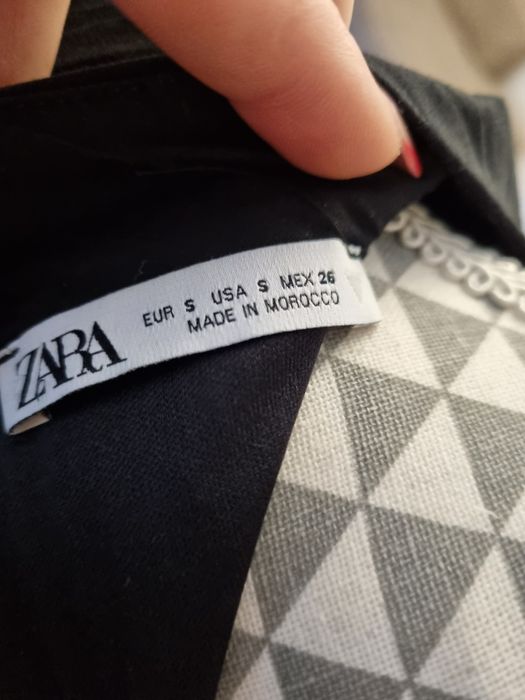 ZARA
EUR S USA S MEX 26
MADE IN MOROCCO